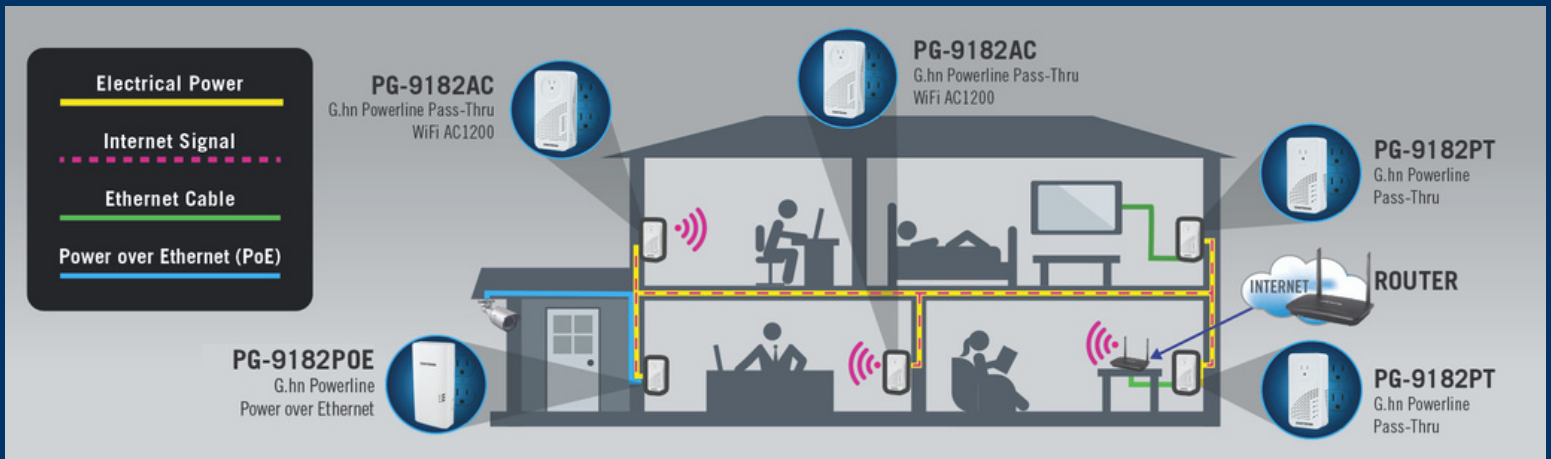 Electrical Power
Internet Signal
Ethernet Cable
Power over Ethernet (PoE)
PG-9182AC
G.hn Powerline Pass-Thru
WiFi AC1200
PG-9182AC
G.hn Powerline Pass-Thru
WiFi AC1200
PG-9182PT
G.hn Powerline
Pass-Thru
INTERNET
ROUTER
PG-9182POE
G.hn Powerline
Power over Ethernet
PG-9182PT
G.hn Powerline
Pass-Thru